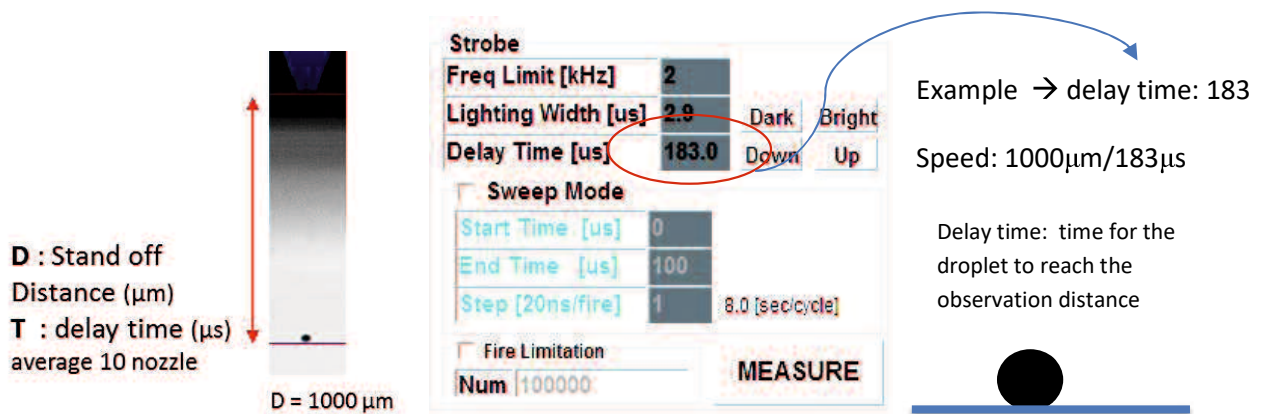 D : Stand off
Distance (µm)
T : delay time (µs)
average 10 nozzle
D = 1000 µm
Strobe
Freq Limit [kHz] 2
Lighting Width [us] 2.9 Dark Bright
Delay Time [us] 183.0 Down Up
Sweep Mode
Start Time [us] 0
End Time [us] 100
Step [20ns/fire] 1 8.0 [sec/cycle]
Fire Limitation
Num 100000
MEASURE
Example → delay time: 183
Speed: 1000µm/183µs
Delay time: time for the
droplet to reach the
observation distance